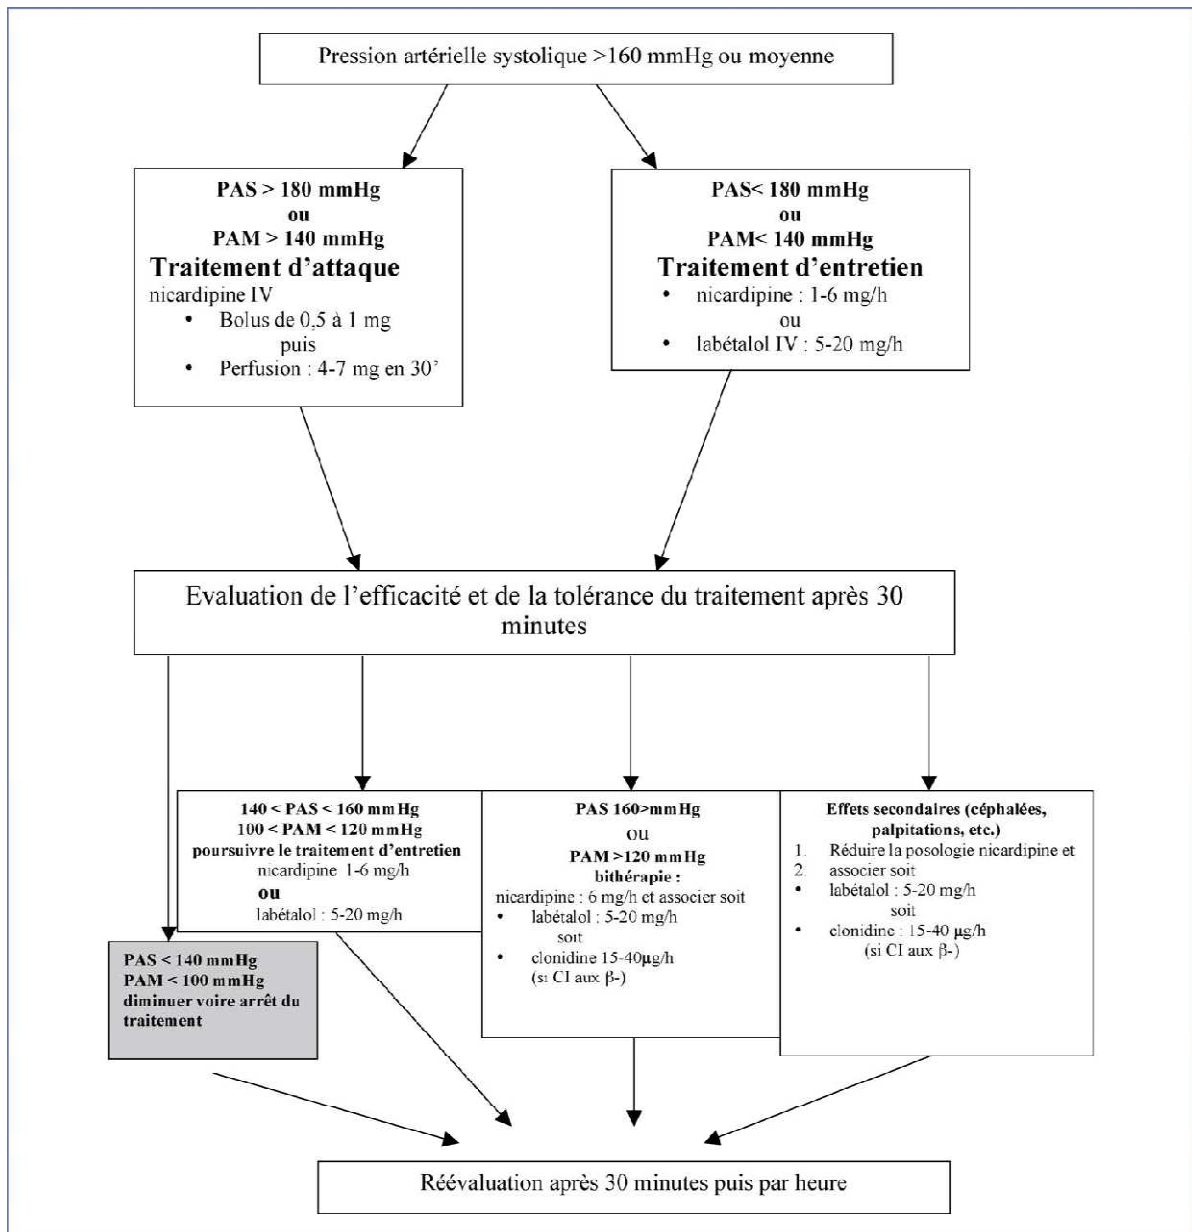 Pression artérielle systolique >160 mmHg ou moyenne
PAS > 180 mmHg
ou
PAM > 140 mmHg
Traitement d’attaque
nicardipine IV
• Bolus de 0,5 à 1 mg
puis
• Perfusion : 4-7 mg en 30’
PAS< 180 mmHg
ou
PAM< 140 mmHg
Traitement d’entretien
• nicardipine : 1-6 mg/h
ou
• labétalol IV : 5-20 mg/h
Evaluation de l’efficacité et de la tolérance du traitement après 30
minutes
140 < PAS < 160 mmHg
100 < PAM < 120 mmHg
poursuivre le traitement d’entretien
nicardipine 1-6 mg/h
ou
labétalol : 5-20 mg/h
PAS 160>mmHg
ou
PAM >120 mmHg
bithérapie :
nicardipine : 6 mg/h et associer soit
• labétalol : 5-20 mg/h
soit
• clonidine 15-40µg/h
(si CI aux β-)
Effets secondaires (céphalées,
palpitations, etc.)
1. Réduire la posologie nicardipine et
2. associer soit
• labétalol : 5-20 mg/h
soit
• clonidine : 15-40 µg/h
(si CI aux β-)
PAS < 140 mmHg
PAM < 100 mmHg
diminuer voire arrêt du
traitement
Réévaluation après 30 minutes puis par heure